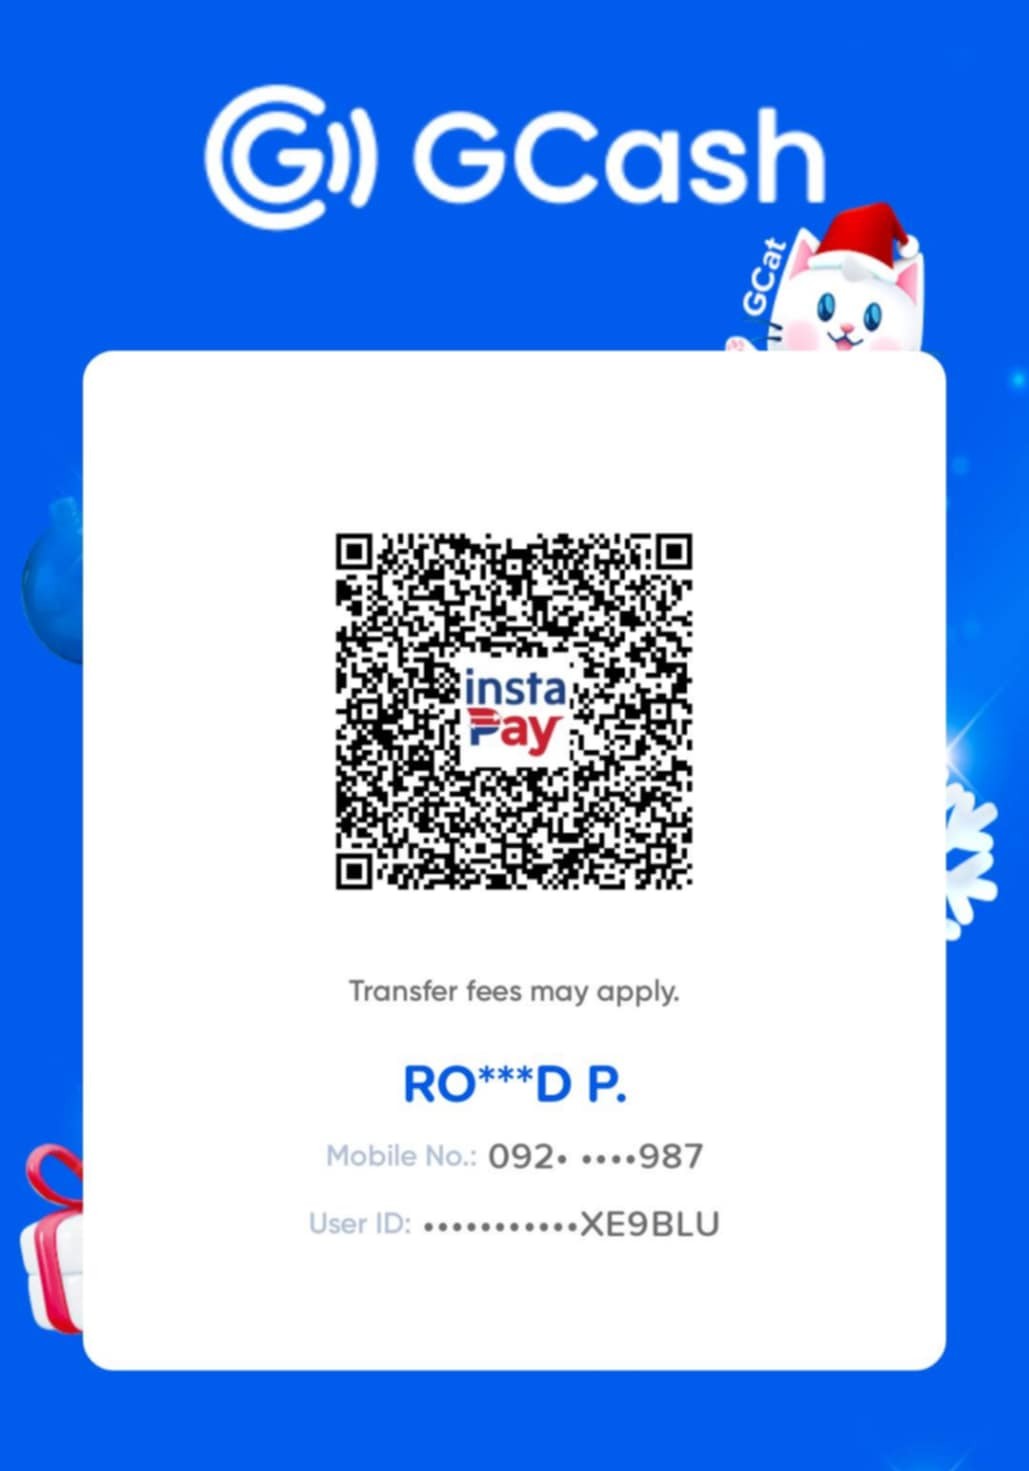 GCash
GCat
insta
Pay
Transfer fees may apply.
RO***D P.
Mobile No.: 092• ••••987
User ID: •••••••••••XE9BLU